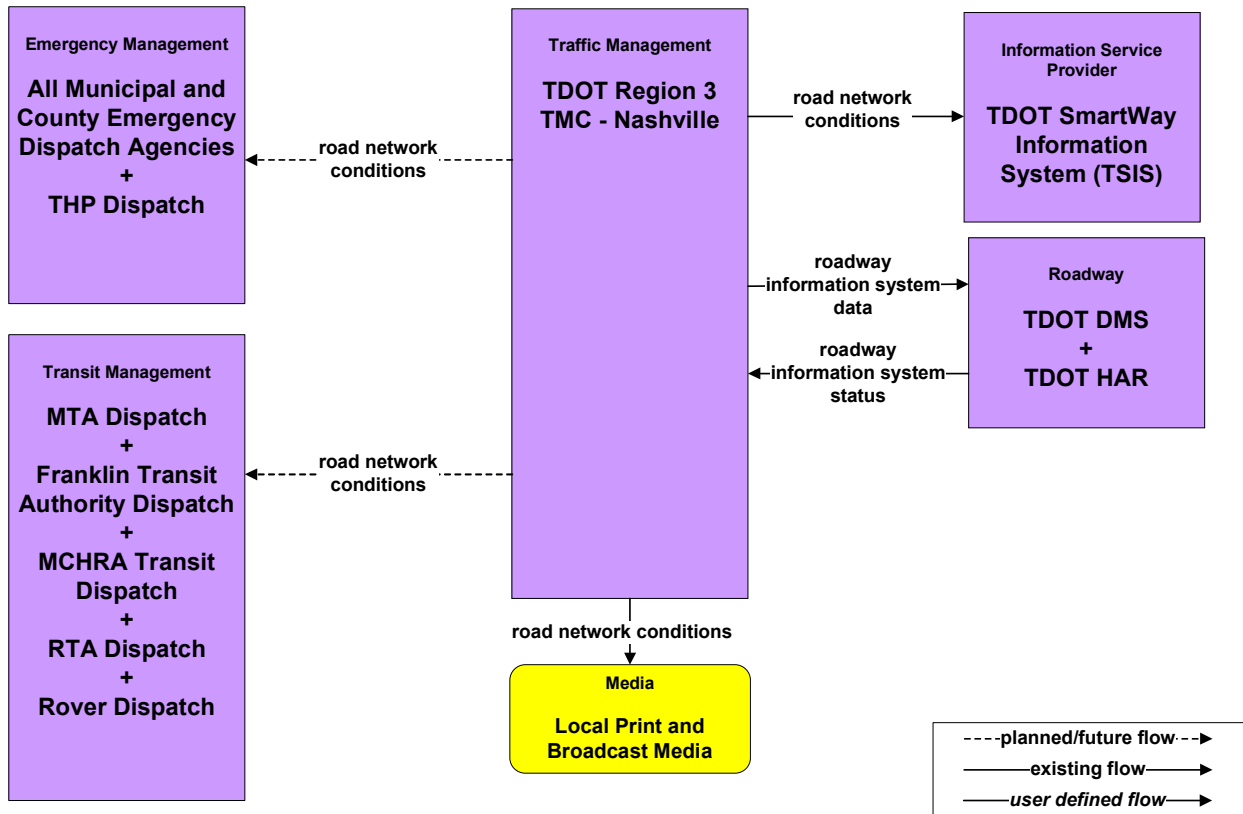 Emergency Management
All Municipal and
County Emergency
Dispatch Agencies
+
THP Dispatch
road network
conditions
Traffic Management
TDOT Region 3
TMC - Nashville
road network
conditions
Information Service
Provider
TDOT SmartWay
Information
System (TSIS)
roadway
information system
data
roadway
information system
status
Roadway
TDOT DMS
+
TDOT HAR
Transit Management
MTA Dispatch
+
Franklin Transit
Authority Dispatch
+
MCHRA Transit
Dispatch
+
RTA Dispatch
+
Rover Dispatch
road network
conditions
road network conditions
Media
Local Print and
Broadcast Media
planned/future flow
existing flow
user defined flow